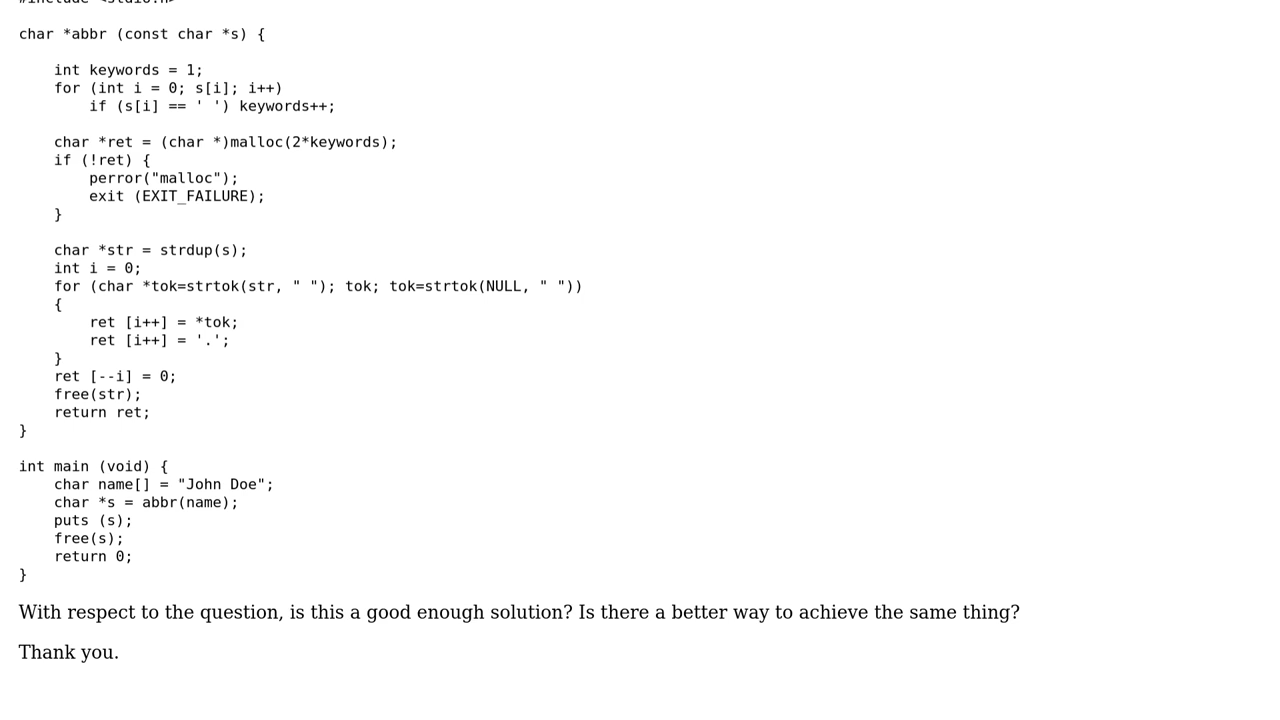 #include <stdio.h>
char *abbr (const char *s) {
    int keywords = 1;
    for (int i = 0; s[i]; i++)
        if (s[i] == ' ') keywords++;
    char *ret = (char *)malloc(2*keywords);
    if (!ret) {
        perror("malloc");
        exit (EXIT_FAILURE);
    }
    char *str = strdup(s);
    int i = 0;
    for (char *tok=strtok(str, " "); tok; tok=strtok(NULL, " "))
    {
        ret [i++] = *tok;
        ret [i++] = '.';
    }
    ret [--i] = 0;
    free(str);
    return ret;
}
int main (void) {
    char name[] = "John Doe";
    char *s = abbr(name);
    puts (s);
    free(s);
    return 0;
}
With respect to the question, is this a good enough solution? Is there a better way to achieve the same thing?
Thank you.